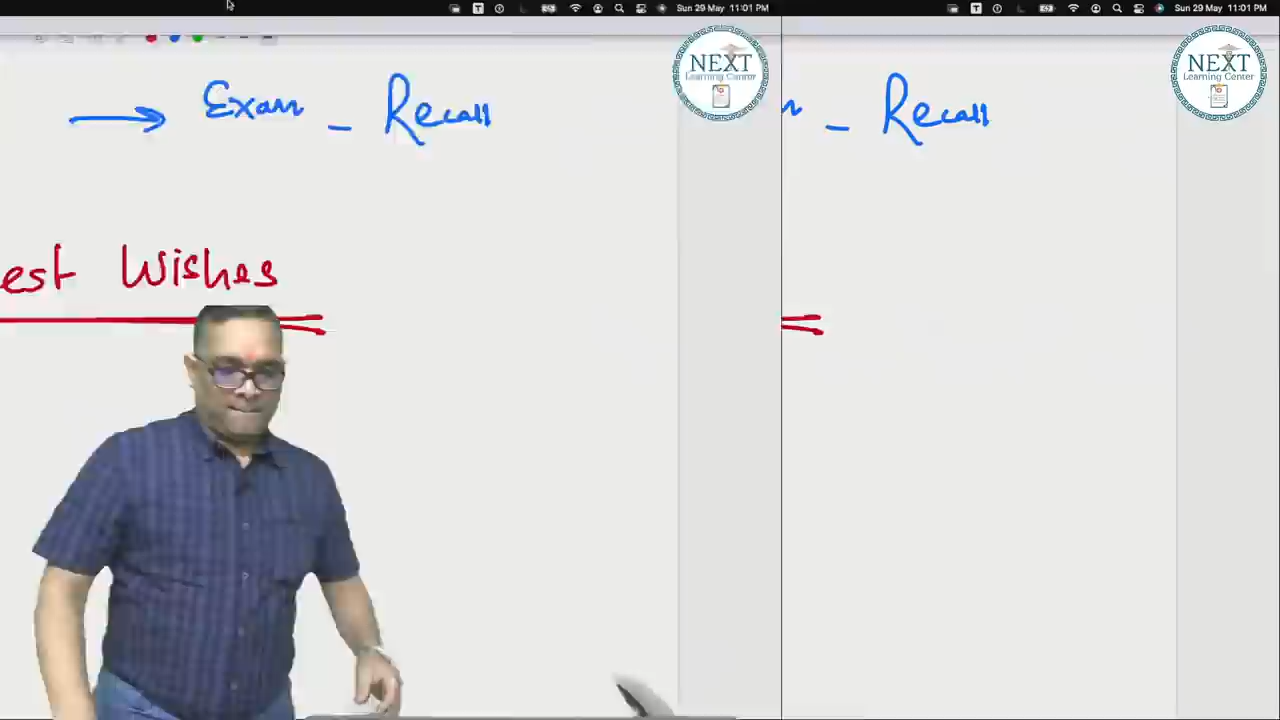 Sun 29 May 11:01 PM
Sun 29 May 11:01 PM
NEXT
Learning Center
NEXT
Learning Center
→ Exam - Recall
- Recall
est Wishes